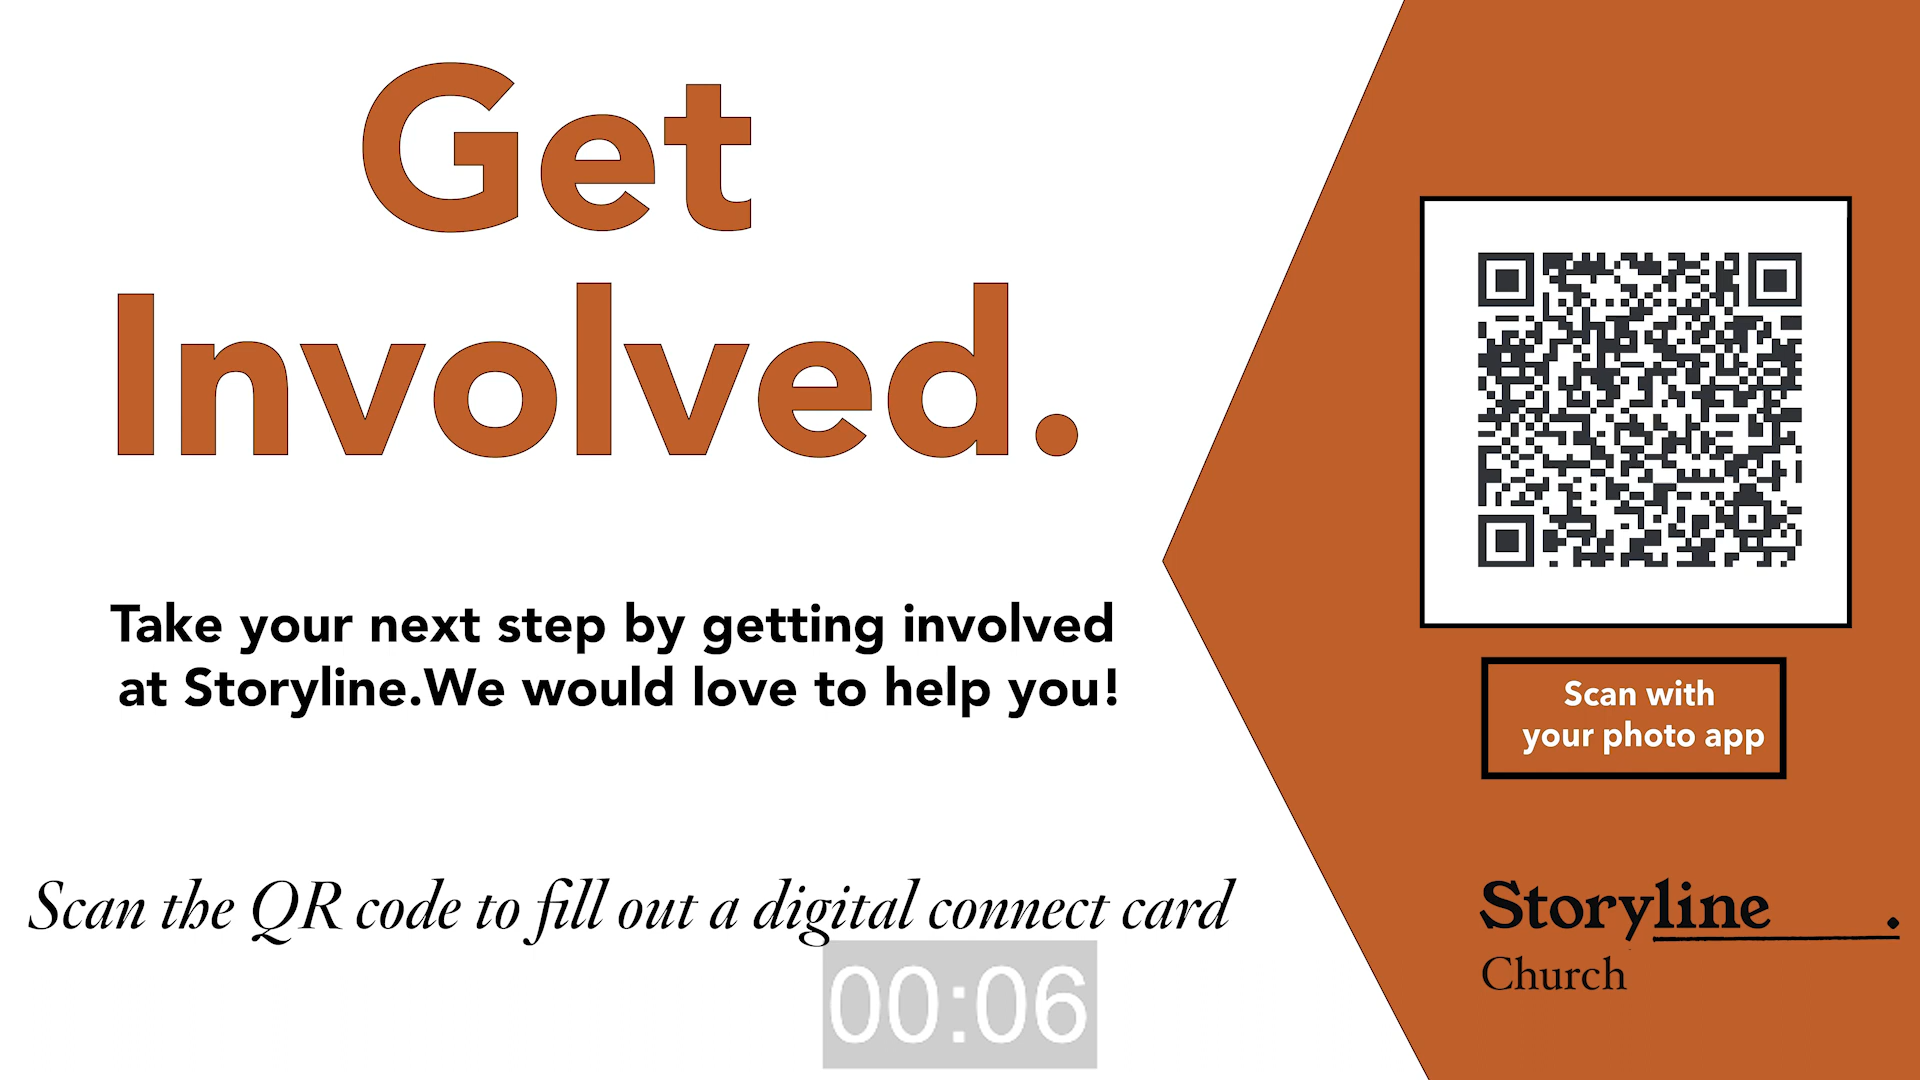 Get
Involved.
Take your next step by getting involved
at Storyline.We would love to help you!
Scan the QR code to fill out a digital connect card
00:06
Scan with
your photo app
Storyline .
Church